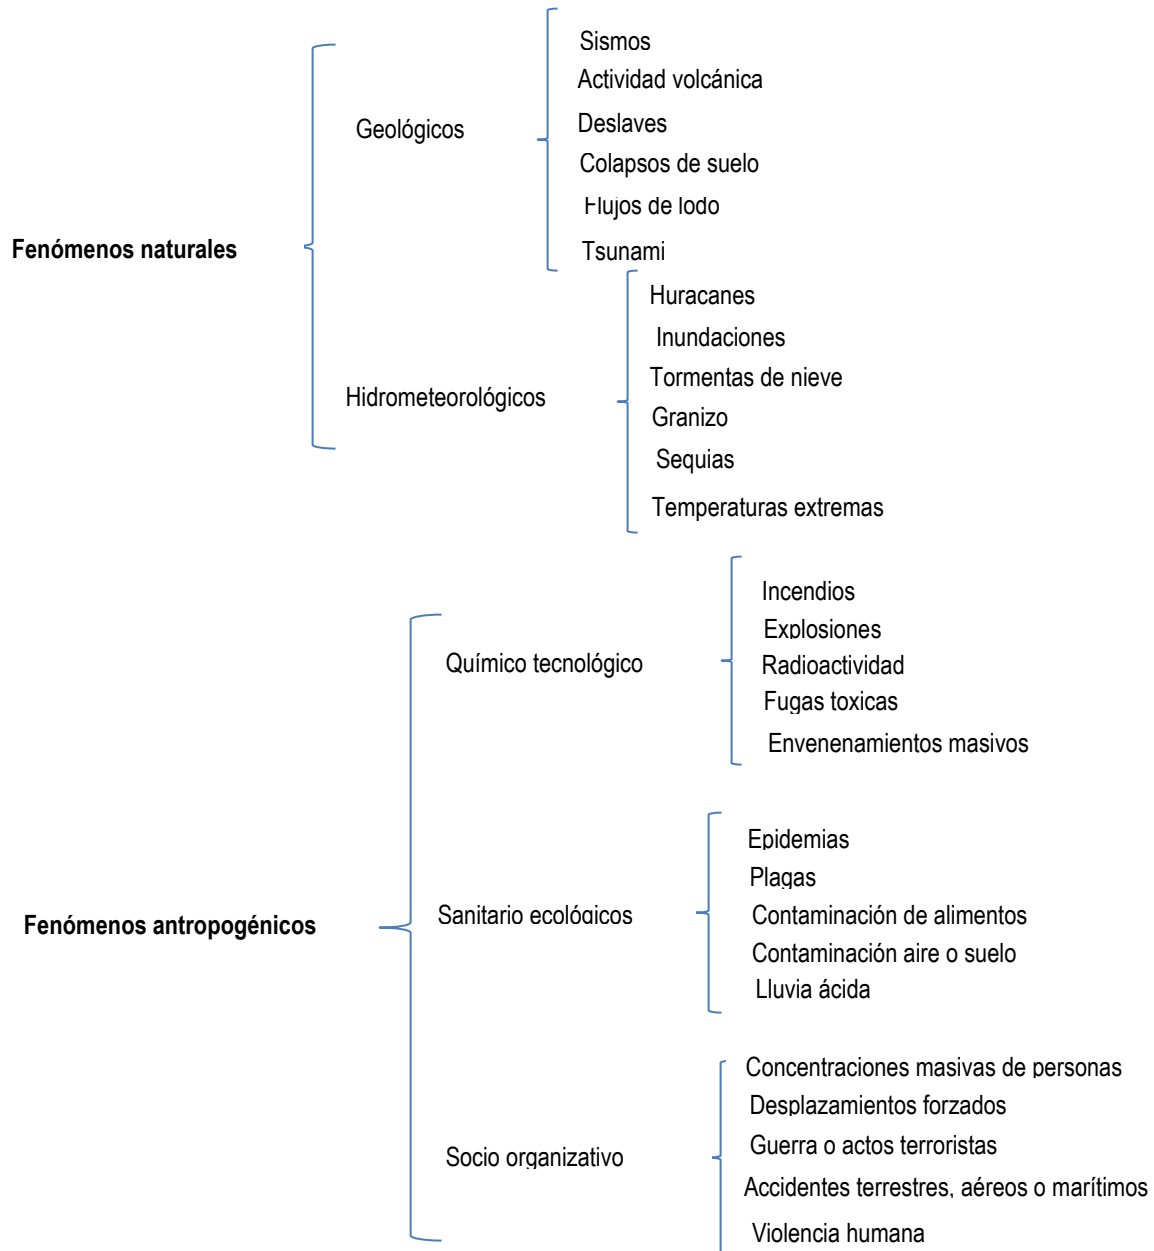 Sismos
Actividad volcánica
Geológicos
Deslaves
Colapsos de suelo
Flujos de lodo
Fenómenos naturales
Tsunami
Huracanes
Inundaciones
Tormentas de nieve
Hidrometeorológicos
Granizo
Sequias
Temperaturas extremas
Incendios
Explosiones
Químico tecnológico
Radioactividad
Fugas toxicas
Envenenamientos masivos
Epidemias
Plagas
Fenómenos antropogénicos
Sanitario ecológicos
Contaminación de alimentos
Contaminación aire o suelo
Lluvia ácida
Concentraciones masivas de personas
Desplazamientos forzados
Socio organizativo
Guerra o actos terroristas
Accidentes terrestres, aéreos o marítimos
Violencia humana